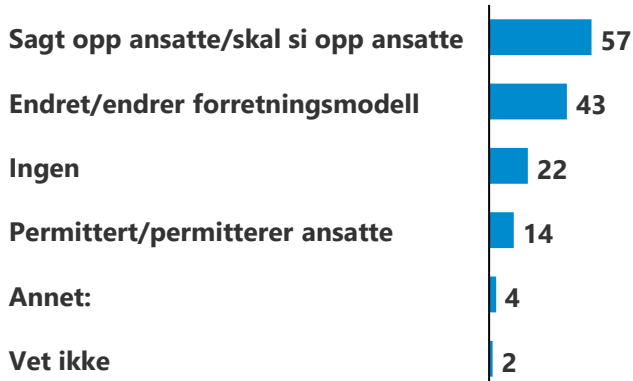 Sagt opp ansatte/skal si opp ansatte 57
Endret/endrer forretningsmodell 43
Ingen 22
Permittert/permitterer ansatte 14
Annet: 4
Vet ikke 2